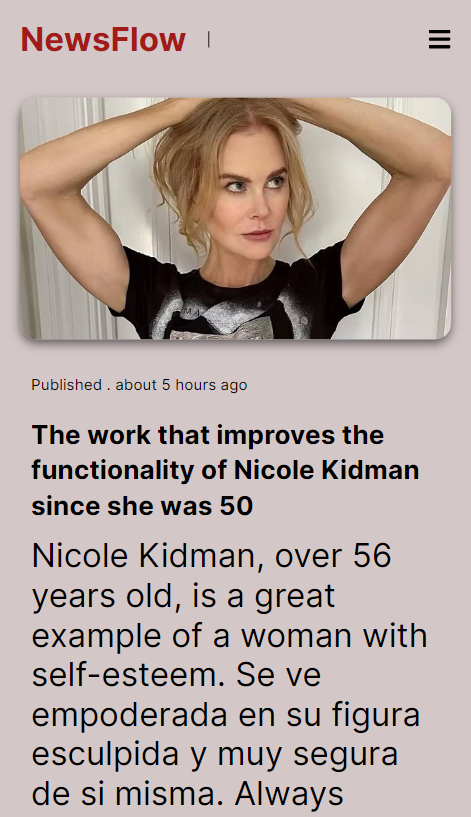 NewsFlow |
Published . about 5 hours ago
The work that improves the
functionality of Nicole Kidman
since she was 50
Nicole Kidman, over 56
years old, is a great
example of a woman with
self-esteem. Se ve
empoderada en su figura
esculpida y muy segura
de si misma. Always